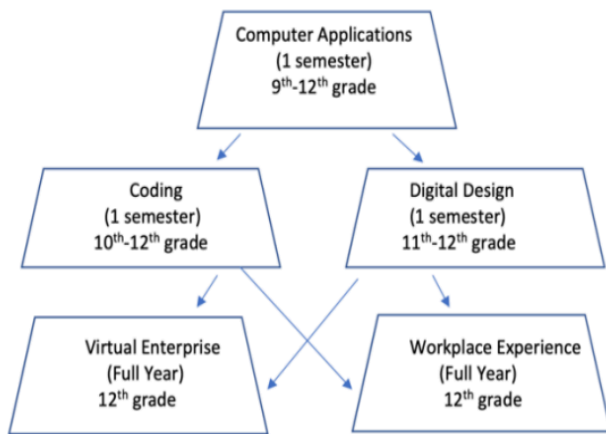 Computer Applications
(1 semester)
9th-12th grade
Coding
(1 semester)
10th-12th grade
Digital Design
(1 semester)
11th-12th grade
Virtual Enterprise
(Full Year)
12th grade
Workplace Experience
(Full Year)
12th grade